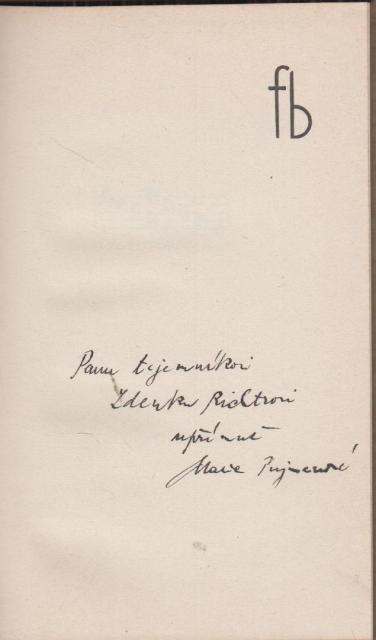 fb
Panu tajemníkovi
Zdenku Richtrovi
upřímně
Marie Pujmanová